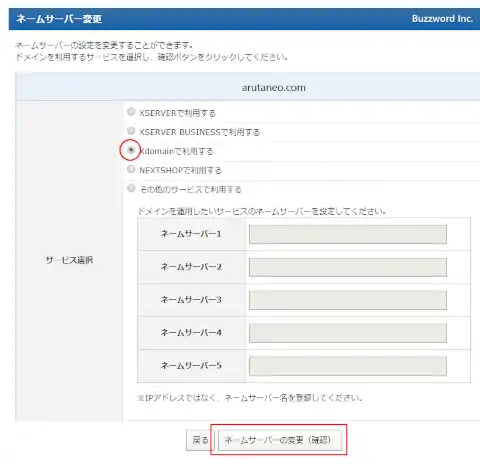 ネームサーバー変更
Buzzword Inc.
ネームサーバーの設定を変更することができます。
ドメインを利用するサービスを選択し、確認ボタンをクリックしてください。
arutaneo.com
サービス選択
XSERVERで利用する
XSERVER BUSINESSで利用する
Xdomainで利用する
NEXTSHOPで利用する
その他のサービスで利用する
ドメインを運用したいサービスのネームサーバーを設定してください。
ネームサーバー1
ネームサーバー2
ネームサーバー3
ネームサーバー4
ネームサーバー5
※IPアドレスではなく、ネームサーバー名を登録してください。
戻る
ネームサーバーの変更（確認）